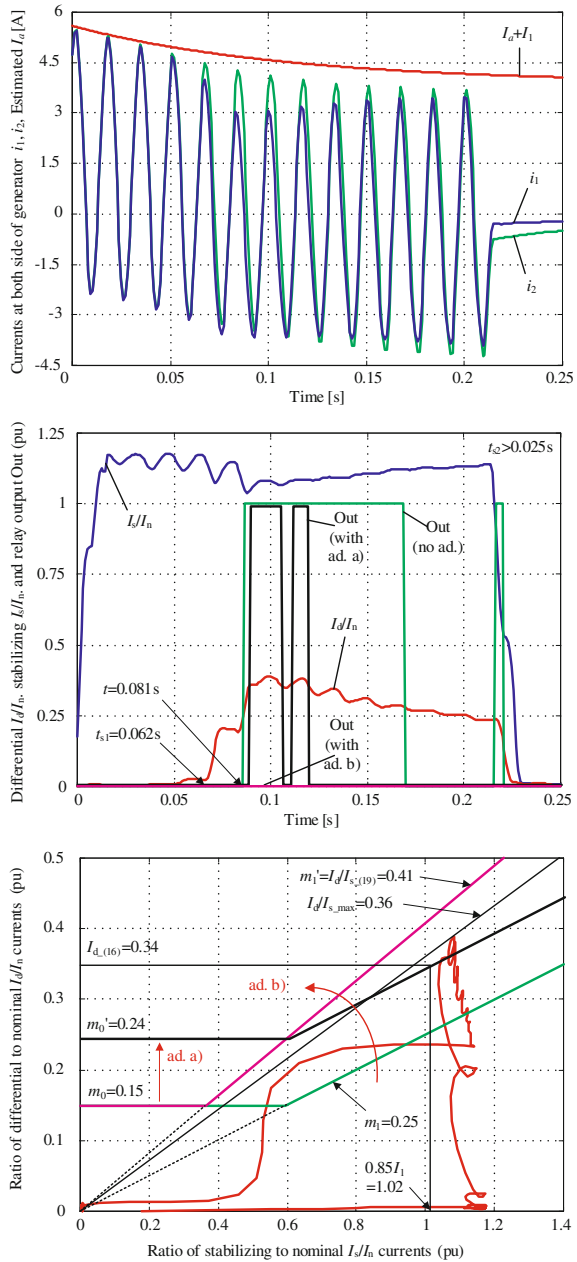 Currents at both side of generator i1, i2, Estimated Ia [A]
6
4.5
3
1.5
0
-1.5
-3
-4.5
Ia+I1
i1
i2
0
0.05
0.1
0.15
0.2
0.25
Time [s]
Differential Id/In, stabilizing Is/In, and relay output Out (pu)
1.25
1
0.75
0.5
0.25
0
ts2>0.025s
Is/In
Out
(with
ad. a)
Out
(no ad.)
Id/In
t=0.081s
ts1=0.062s
Out
(with
ad. b)
0
0.05
0.1
0.15
0.2
0.25
Time [s]
Ratio of differential to nominal Id/In currents (pu)
0.5
0.4
0.3
0.2
0.1
0
m1'=Id/Is_(19)=0.41
Id/Is_max=0.36
Id_(16)=0.34
ad. b)
m0'=0.24
ad. a)
m0=0.15
m1=0.25
0.85I1
=1.02
0
0.2
0.4
0.6
0.8
1
1.2
1.4
Ratio of stabilizing to nominal Is/In currents (pu)